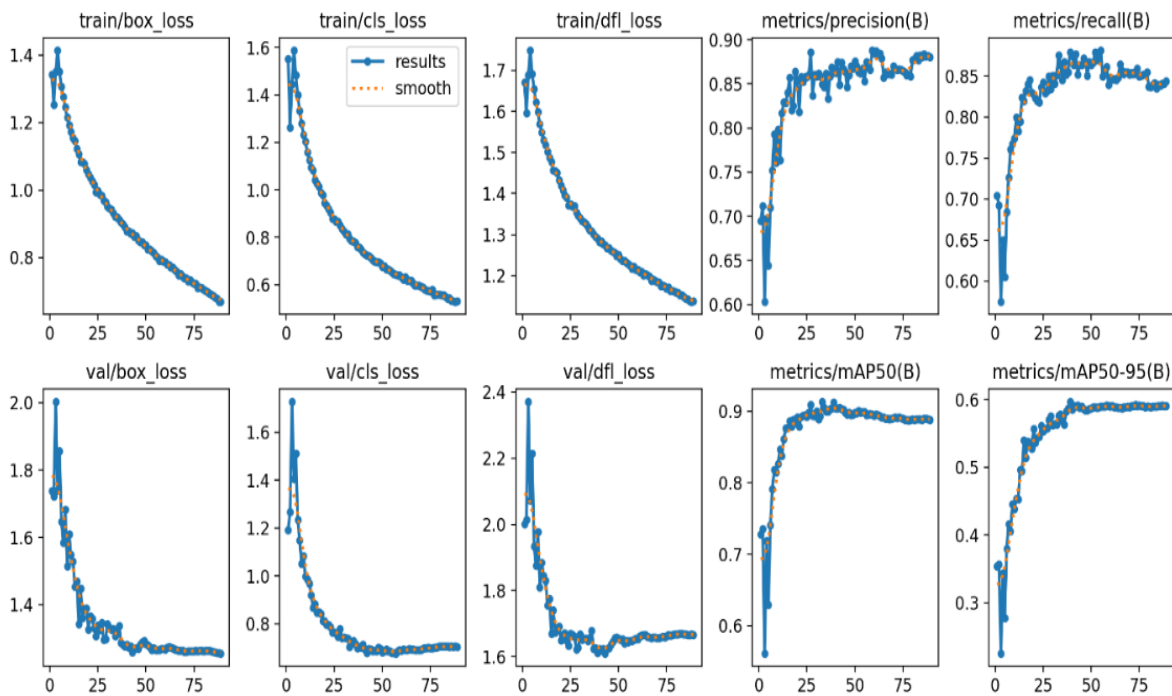 train/box_loss
train/cls_loss
train/dfl_loss
metrics/precision(B)
metrics/recall(B)
1.4
1.2
1.0
0.8
0 25 50 75
1.6
1.4
1.2
1.0
0.8
0.6
0 25 50 75
results
smooth
1.7
1.6
1.5
1.4
1.3
1.2
0 25 50 75
0.90
0.85
0.80
0.75
0.70
0.65
0.60
0 25 50 75
0.85
0.80
0.75
0.70
0.65
0.60
0 25 50 75
val/box_loss
val/cls_loss
val/dfl_loss
metrics/mAP50(B)
metrics/mAP50-95(B)
2.0
1.8
1.6
1.4
0 25 50 75
1.6
1.4
1.2
1.0
0.8
0 25 50 75
2.4
2.2
2.0
1.8
1.6
0 25 50 75
0.9
0.8
0.7
0.6
0 25 50 75
0.6
0.5
0.4
0.3
0 25 50 75